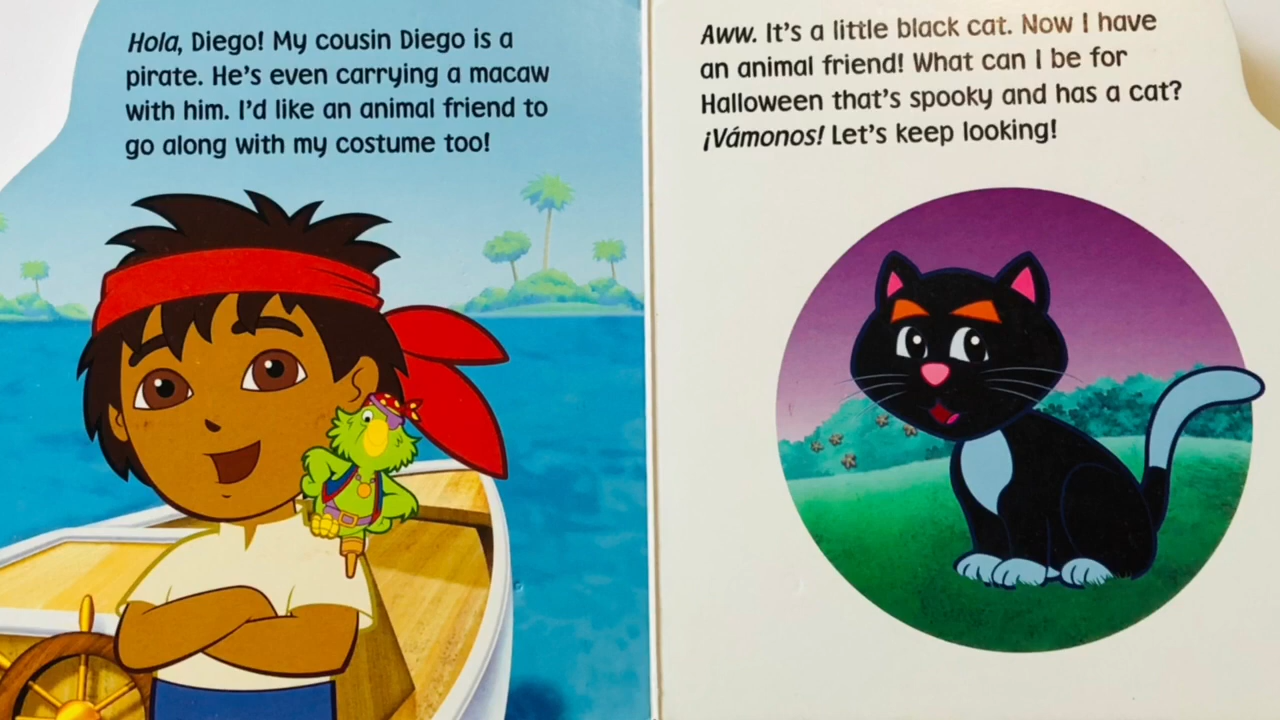 Hola, Diego! My cousin Diego is a
pirate. He's even carrying a macaw
with him. I'd like an animal friend to
go along with my costume too!
Aww. It's a little black cat. Now I have
an animal friend! What can I be for
Halloween that's spooky and has a cat?
¡Vámonos! Let's keep looking!